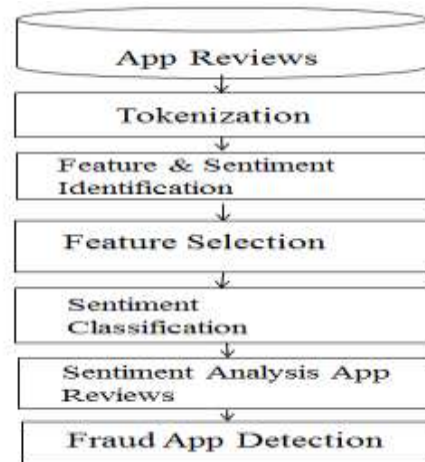 App Reviews
Tokenization
Feature & Sentiment
Identification
Feature Selection
Sentiment
Classification
Sentiment Analysis App
Reviews
Fraud App Detection